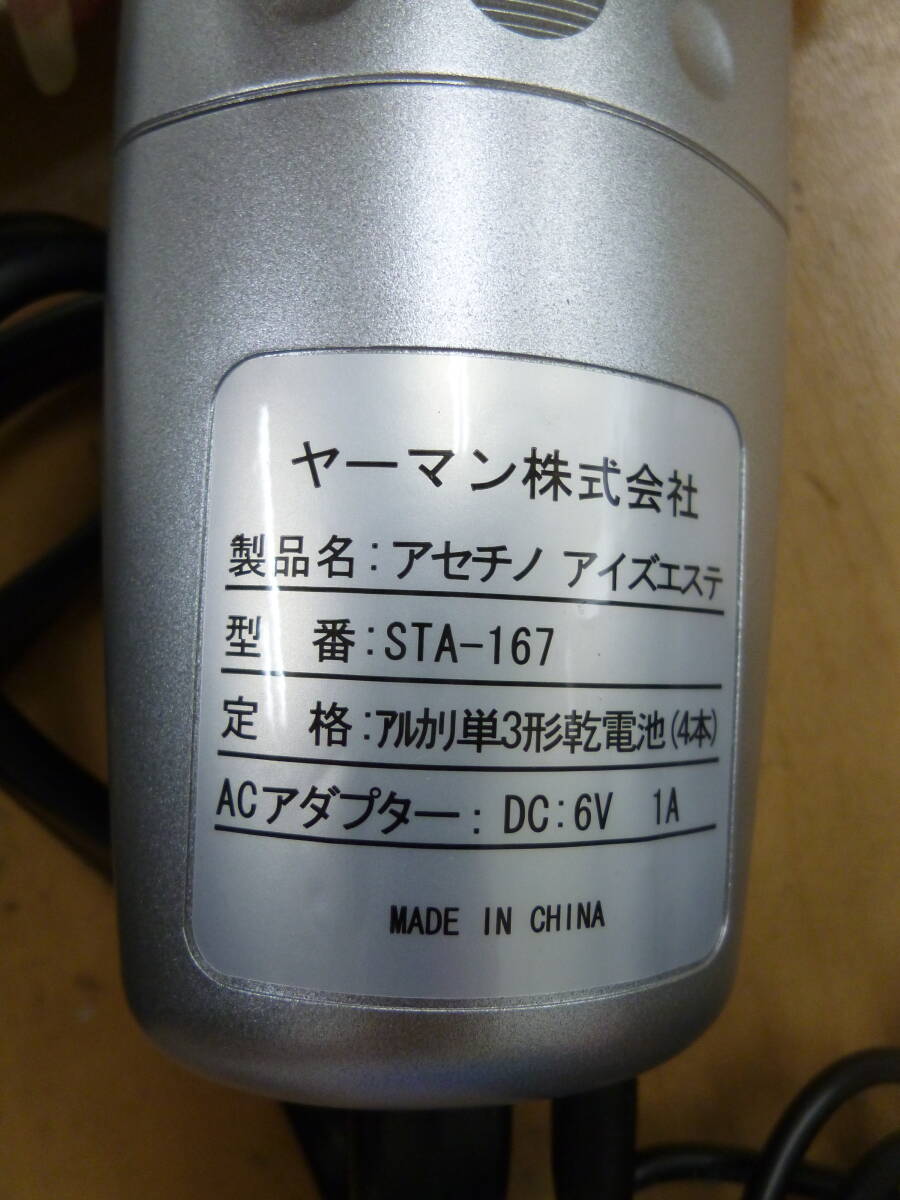 ヤーマン株式会社
製品名：アセチノ アイズエステ
型　番：STA-167
定　格：アルカリ単3形乾電池(4本)
ACアダプター：DC:6V 1A
MADE IN CHINA